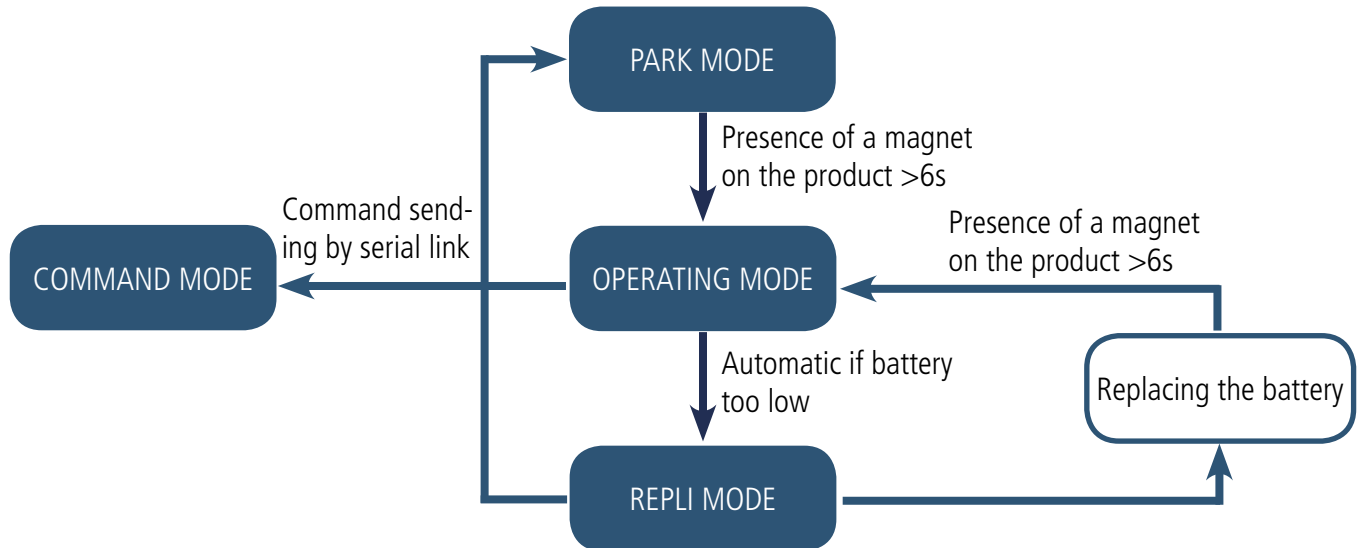 PARK MODE
Presence of a magnet
on the product >6s
Command send-
ing by serial link
Presence of a magnet
on the product >6s
COMMAND MODE
OPERATING MODE
Automatic if battery
too low
Replacing the battery
REPLI MODE